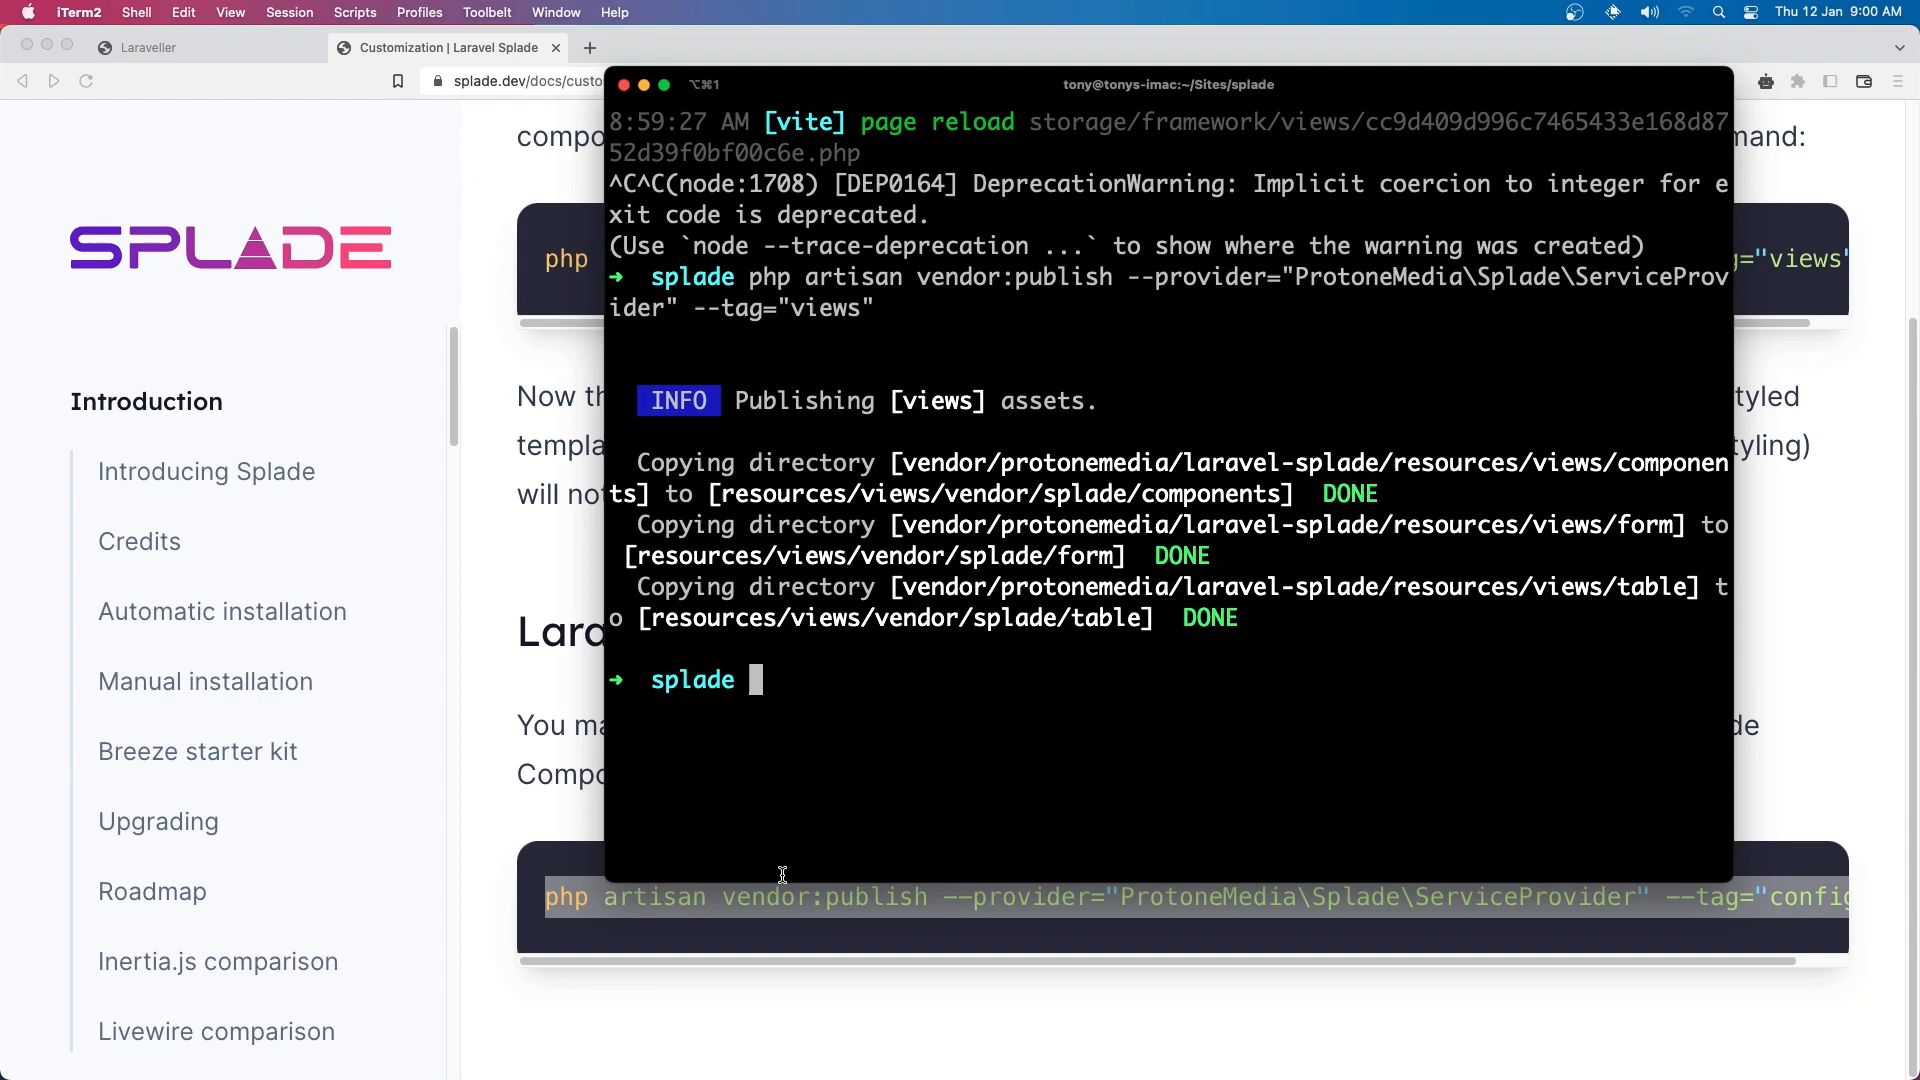 iTerm2 Shell Edit View Session Scripts Profiles Toolbelt Window Help Thu 12 Jan 9:00 AM
Laraveller
Customization | Laravel Splade
splade.dev/docs/custo
⌥⌘1
tony@tonys-imac:~/Sites/splade
8:59:27 AM [vite] page reload storage/framework/views/cc9d409d996c7465433e168d87
52d39f0bf00c6e.php
^C^C(node:1708) [DEP0164] DeprecationWarning: Implicit coercion to integer for e
xit code is deprecated.
(Use `node --trace-deprecation ...` to show where the warning was created)
➜ splade php artisan vendor:publish --provider="ProtoneMedia\Splade\ServiceProv
ider" --tag="views"
INFO Publishing [views] assets.
Copying directory [vendor/protonemedia/laravel-splade/resources/views/componen
ts] to [resources/views/vendor/splade/components] DONE
Copying directory [vendor/protonemedia/laravel-splade/resources/views/form] to
[resources/views/vendor/splade/form] DONE
Copying directory [vendor/protonemedia/laravel-splade/resources/views/table] t
o [resources/views/vendor/splade/table] DONE
➜ splade
SPLADE
Introduction
Introducing Splade
Credits
Automatic installation
Manual installation
Breeze starter kit
Upgrading
Roadmap
Inertia.js comparison
Livewire comparison
compo
mand:
php
="views"
Now th
tyled
templa
tyling)
will no
Lara
You ma
de
Compo
php artisan vendor:publish --provider="ProtoneMedia\Splade\ServiceProvider" --tag="config